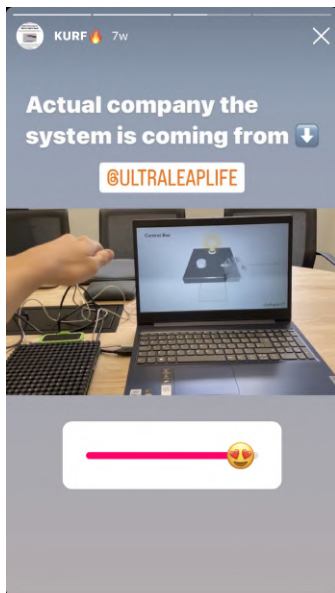 KURF🔥 7w
Actual company the
system is coming from ⬇️
@ULTRALEAPLIFE
Control Box